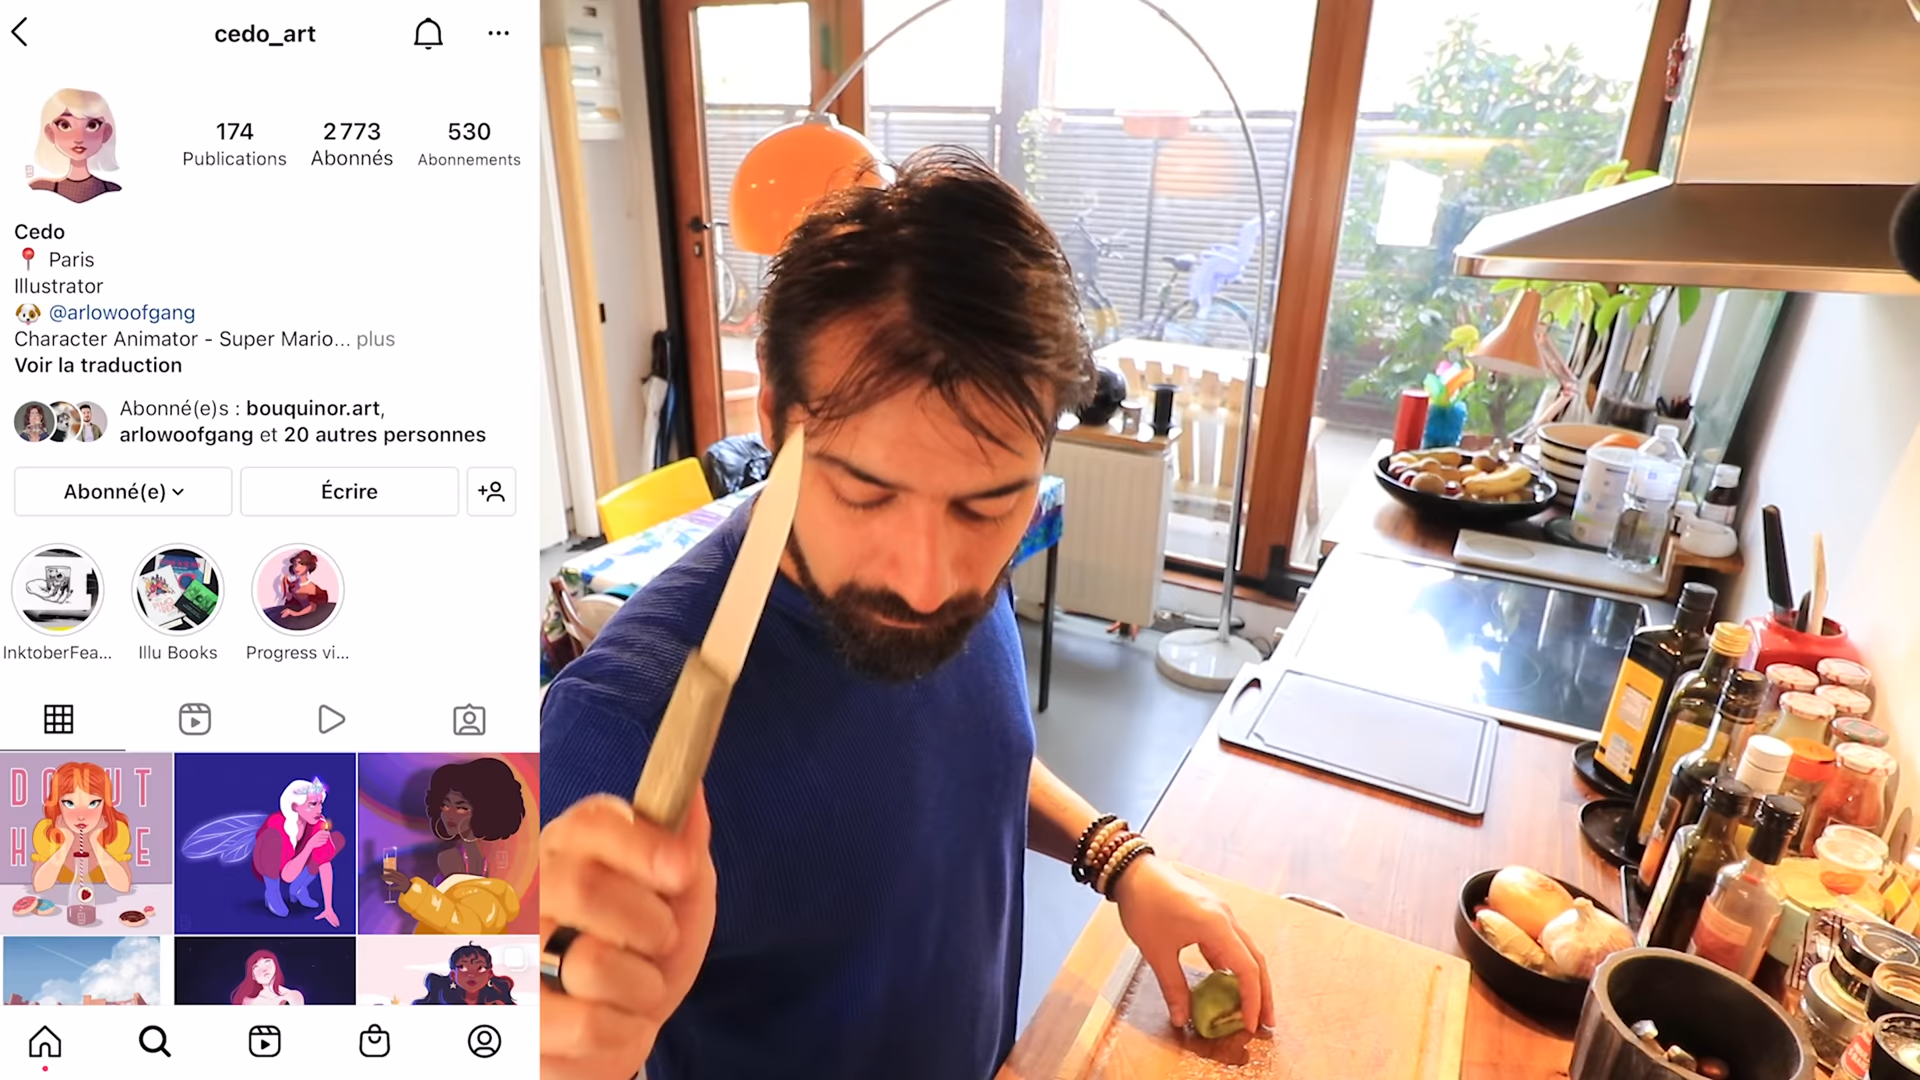 cedo_art
174
2 773
530
Publications
Abonnés
Abonnements
Cedo
Paris
Illustrator
@arlowoofgang
Character Animator - Super Mario... plus
Voir la traduction
Abonné(e)s : bouquinor.art,
arlowoofgang et 20 autres personnes
Abonné(e)
Écrire
InktoberFea...
Illu Books
Progress vi...
DONUT
H E